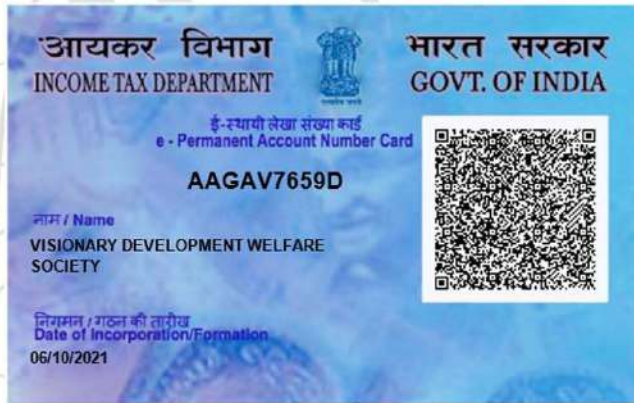 आयकर विभाग
INCOME TAX DEPARTMENT
भारत सरकार
GOVT. OF INDIA
ई-स्थायी लेखा संख्या कार्ड
e - Permanent Account Number Card
AAGAV7659D
नाम / Name
VISIONARY DEVELOPMENT WELFARE
SOCIETY
निगमन / गठन की तारीख
Date of Incorporation/Formation
06/10/2021